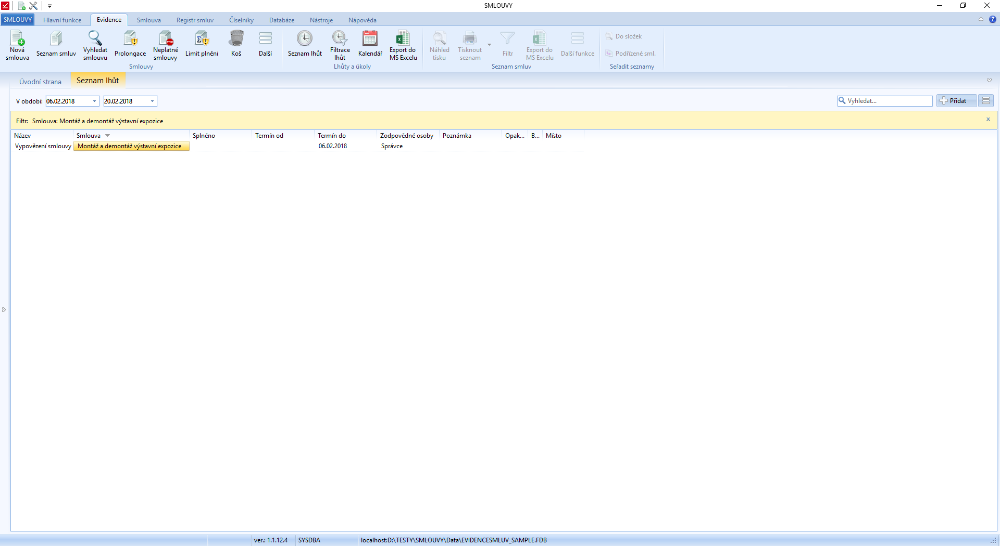 SMLOUVY
SMLOUVY Hlavní funkce Evidence Smlouva Registr smluv Číselníky Databáze Nástroje Nápověda
Nová smlouva
Seznam smluv
Vyhledat smlouvu
Prolongace
Neplatné smlouvy
Limit plnění
Koš
Další
Smlouvy
Seznam lhůt
Filtrace lhůt
Kalendář
Export do MS Excelu
Lhůty a úkoly
Náhled tisku
Tisknout seznam
Filtr
Export do MS Excelu
Další funkce
Seznam smluv
Do složek
Podřízené sml.
Seřadit seznamy
Úvodní strana Seznam lhůt
V období: 06.02.2018 20.02.2018 Vyhledat... Přidat
Filtr: Smlouva: Montáž a demontáž výstavní expozice
Název Smlouva Splněno Termín od Termín do Zodpovědné osoby Poznámka Opak... B... Místo
Vypovězení smlouvy Montáž a demontáž výstavní expozice 06.02.2018 Správce
ver.: 1.1.12.4 SYSDBA localhost:D:\TESTY\SMLOUVY\Data\EVIDENCESMLUV_SAMPLE.FDB